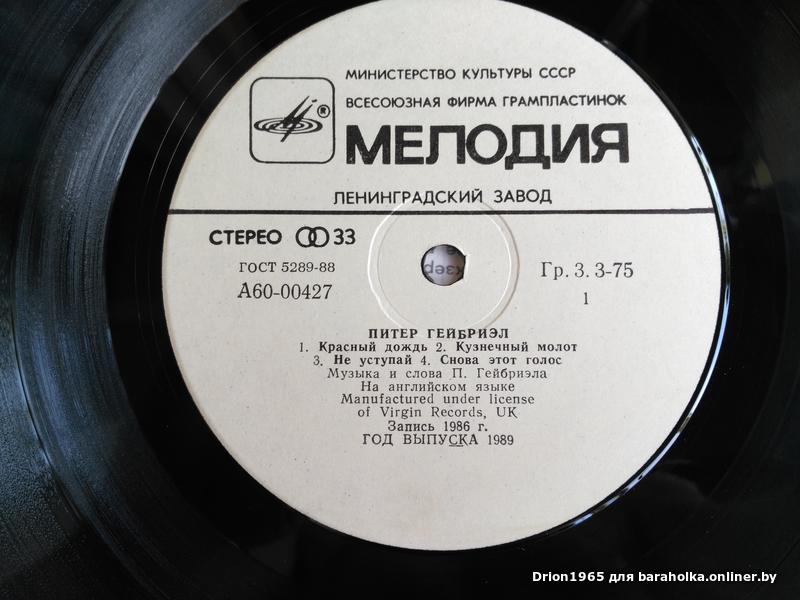 МИНИСТЕРСТВО КУЛЬТУРЫ СССР
ВСЕСОЮЗНАЯ ФИРМА ГРАМПЛАСТИНОК
®
МЕЛОДИЯ
ЛЕНИНГРАДСКИЙ ЗАВОД
СТЕРЕО 33
ГОСТ 5289-88
Гр. 3. 3-75
А60-00427
1
ПИТЕР ГЕЙБРИЭЛ
1. Красный дождь 2. Кузнечный молот
3. Не уступай 4. Снова этот голос
Музыка и слова П. Гейбриэла
На английском языке
Manufactured under license
of Virgin Records, UK
Запись 1986 г.
ГОД ВЫПУСКА 1989
Drion1965 для baraholka.onliner.by